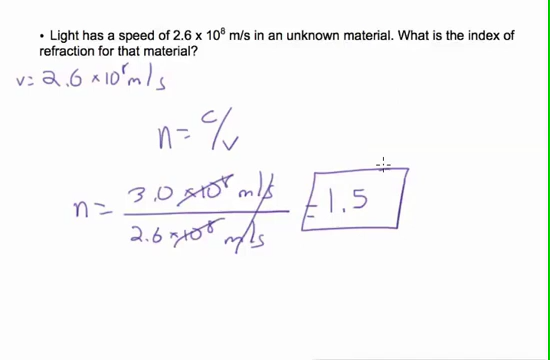 • Light has a speed of 2.6 x 10⁸ m/s in an unknown material. What is the index of
refraction for that material?
v= 2.6 ×10⁸ m/s
n = c/v
n = 3.0 ×10⁸ m/s
2.6 ×10⁸ m/s
= 1.5